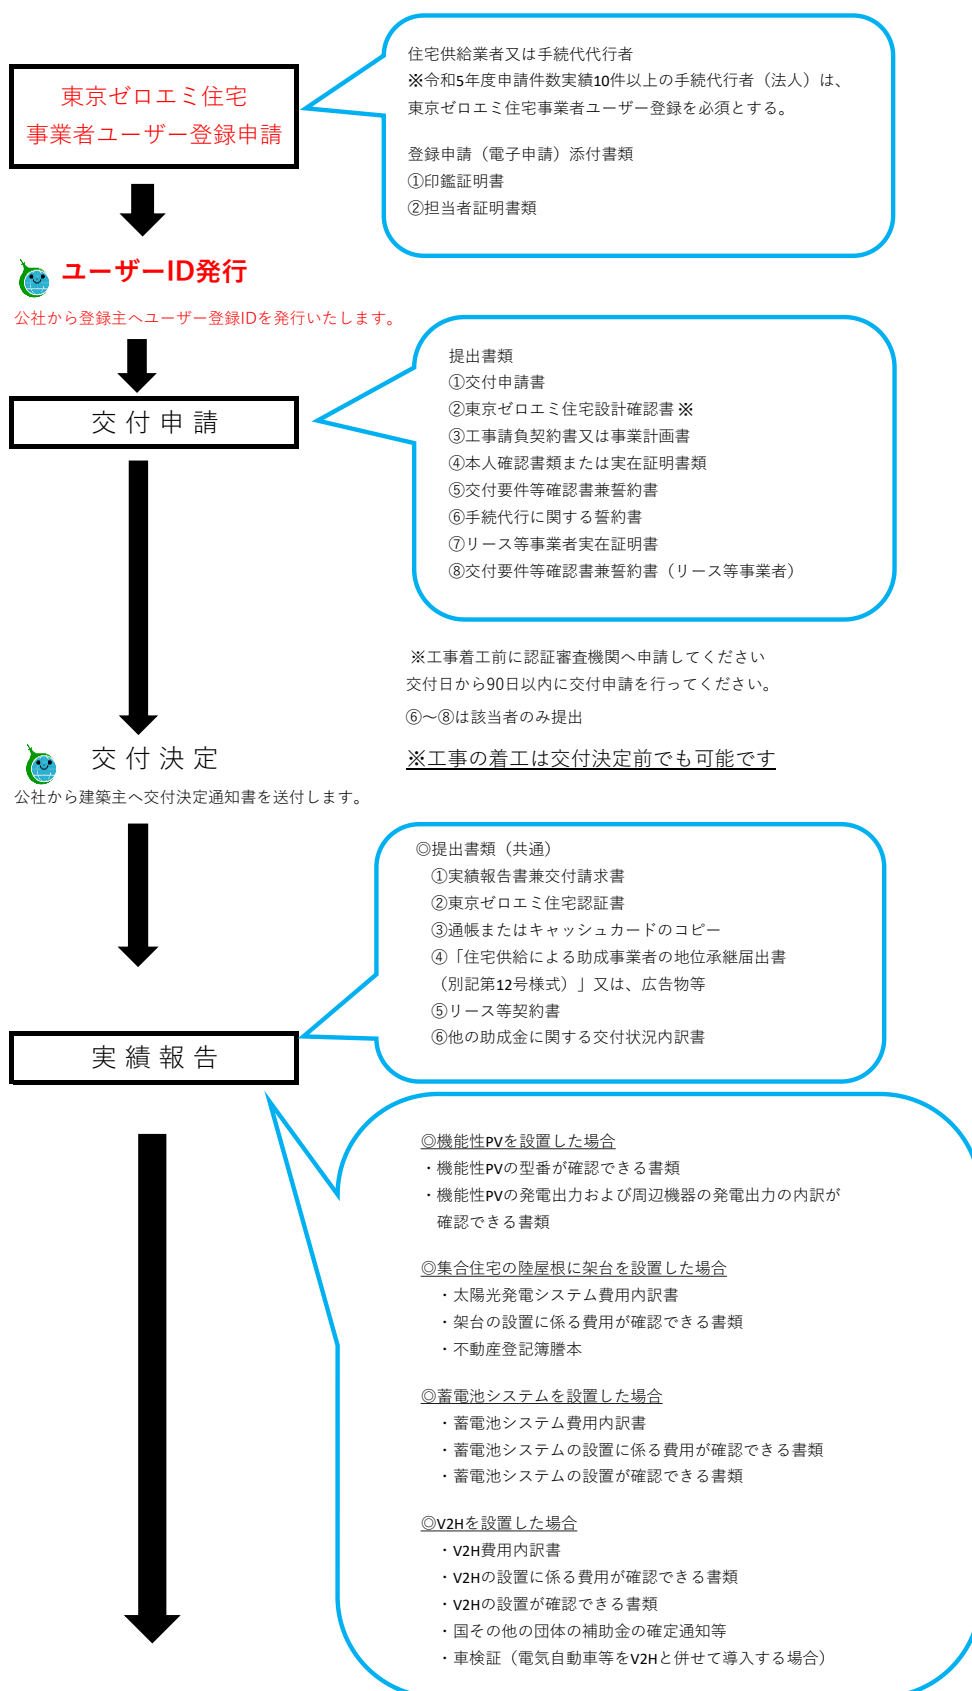 東京ゼロエミ住宅
事業者ユーザー登録申請
住宅供給業者又は手続代代行者
※令和5年度申請件数実績10件以上の手続代行者（法人）は、
東京ゼロエミ住宅事業者ユーザー登録を必須とする。
登録申請（電子申請）添付書類
①印鑑証明書
②担当者証明書類
ユーザーID発行
公社から登録主へユーザー登録IDを発行いたします。
交付申請
提出書類
①交付申請書
②東京ゼロエミ住宅設計確認書※
③工事請負契約書又は事業計画書
④本人確認書類または実在証明書類
⑤交付要件等確認書兼誓約書
⑥手続代行に関する誓約書
⑦リース等事業者実在証明書
⑧交付要件等確認書兼誓約書（リース等事業者）
※工事着工前に認証審査機関へ申請してください
交付日から90日以内に交付申請を行ってください。
⑥～⑧は該当者のみ提出
※工事の着工は交付決定前でも可能です
交付決定
公社から建築主へ交付決定通知書を送付します。
◎提出書類（共通）
①実績報告書兼交付請求書
②東京ゼロエミ住宅認証書
③通帳またはキャッシュカードのコピー
④「住宅供給による助成事業者の地位承継届出書
（別記第12号様式）」又は、広告物等
⑤リース等契約書
⑥他の助成金に関する交付状況内訳書
実績報告
◎機能性PVを設置した場合
・機能性PVの型番が確認できる書類
・機能性PVの発電出力および周辺機器の発電出力の内訳が
確認できる書類
◎集合住宅の陸屋根に架台を設置した場合
・太陽光発電システム費用内訳書
・架台の設置に係る費用が確認できる書類
・不動産登記簿謄本
◎蓄電池システムを設置した場合
・蓄電池システム費用内訳書
・蓄電池システムの設置に係る費用が確認できる書類
・蓄電池システムの設置が確認できる書類
◎V2Hを設置した場合
・V2H費用内訳書
・V2Hの設置に係る費用が確認できる書類
・V2Hの設置が確認できる書類
・国その他の団体の補助金の確定通知等
・車検証（電気自動車等をV2Hと併せて導入する場合）